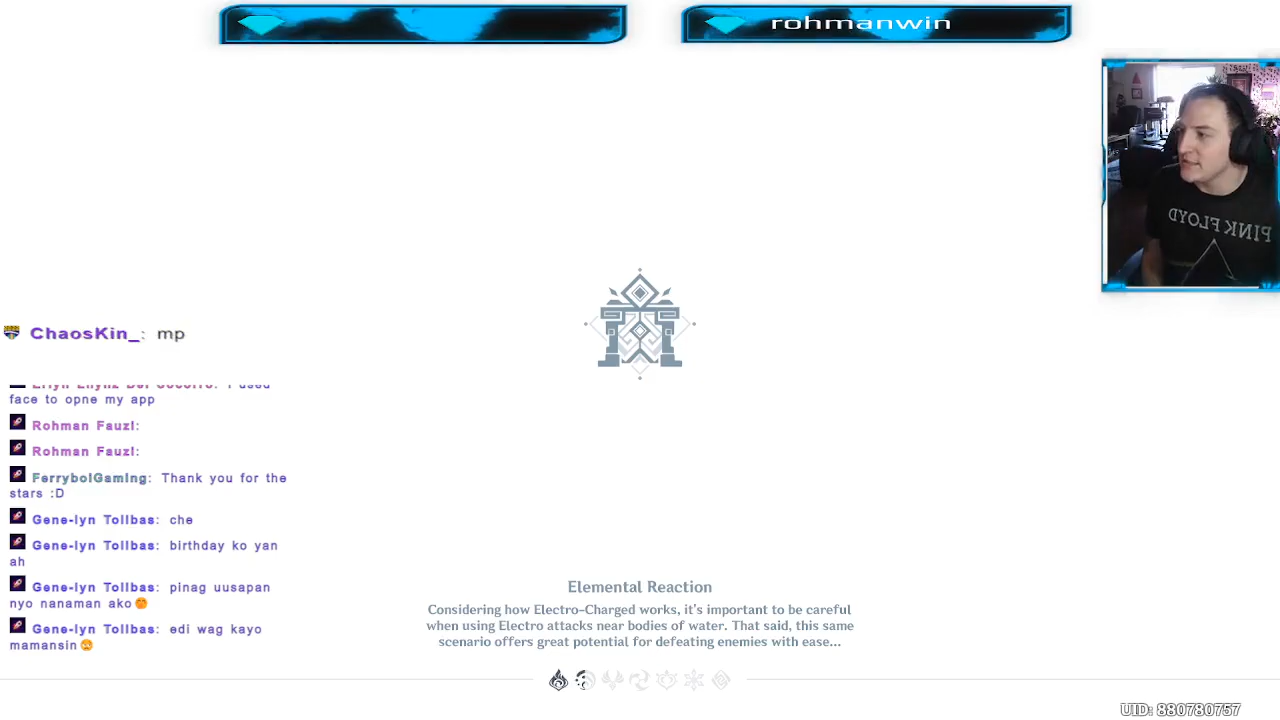 rohmanwin
PINK FLOYD
ChaosKin_: mp
I used
face to opne my app
Rohman Fauzi:
Rohman Fauzi:
FerryboiGaming: Thank you for the
stars :D
Gene-lyn Tolibas: che
Gene-lyn Tolibas: birthday ko yan
ah
Gene-lyn Tolibas: pinag uusapan
nyo nanaman ako
Gene-lyn Tolibas: edi wag kayo
mamansin
Elemental Reaction
Considering how Electro-Charged works, it's important to be careful
when using Electro attacks near bodies of water. That said, this same
scenario offers great potential for defeating enemies with ease...
UID: 880780757